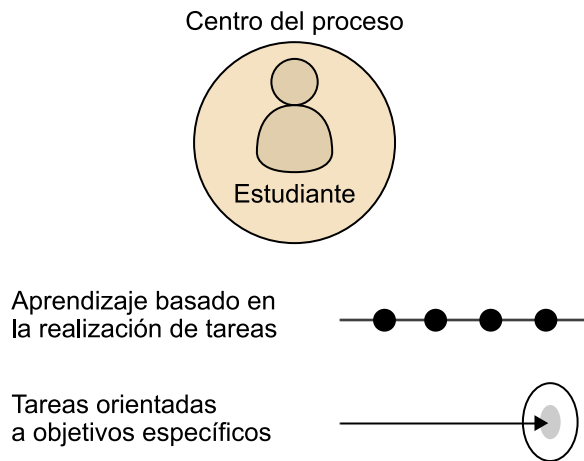 Centro del proceso
Estudiante
Aprendizaje basado en
la realización de tareas
Tareas orientadas
a objetivos específicos